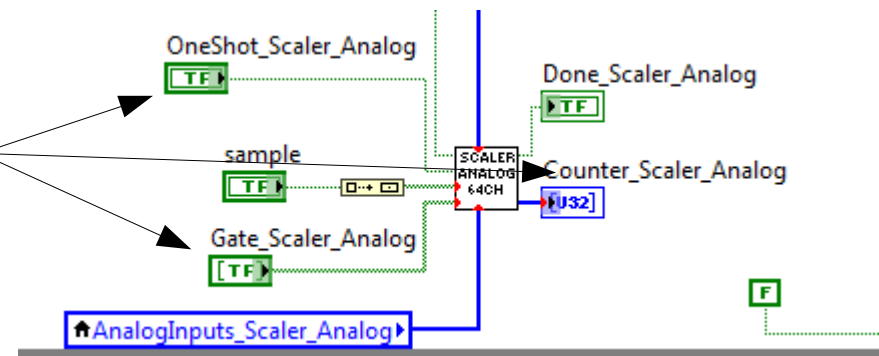 OneShot_Scaler_Analog
TF
Done_Scaler_Analog
TF
sample
TF
SCALER
ANALOG
64CH
Counter_Scaler_Analog
[U32]
Gate_Scaler_Analog
[TF]
F
AnalogInputs_Scaler_Analog